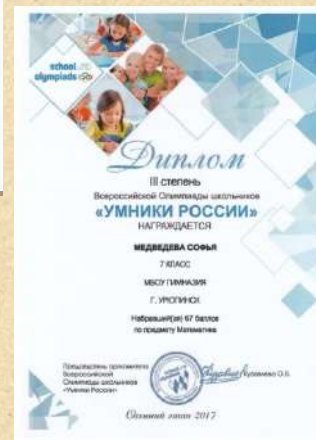 school
olympiads
Диплом
III степень
Всероссийской Олимпиады школьников
«УМНИКИ РОССИИ»
НАГРАЖДАЕТСЯ
МЕДВЕДЕВА СОФЬЯ
7 КЛАСС
МБОУ ГИМНАЗИЯ
Г. УРЮПИНСК
Набравший(ая) 67 баллов
по предмету Математика
Председатель оргкомитета
Всероссийской
Олимпиады школьников
«Умники России»
Осенний сезон 2017